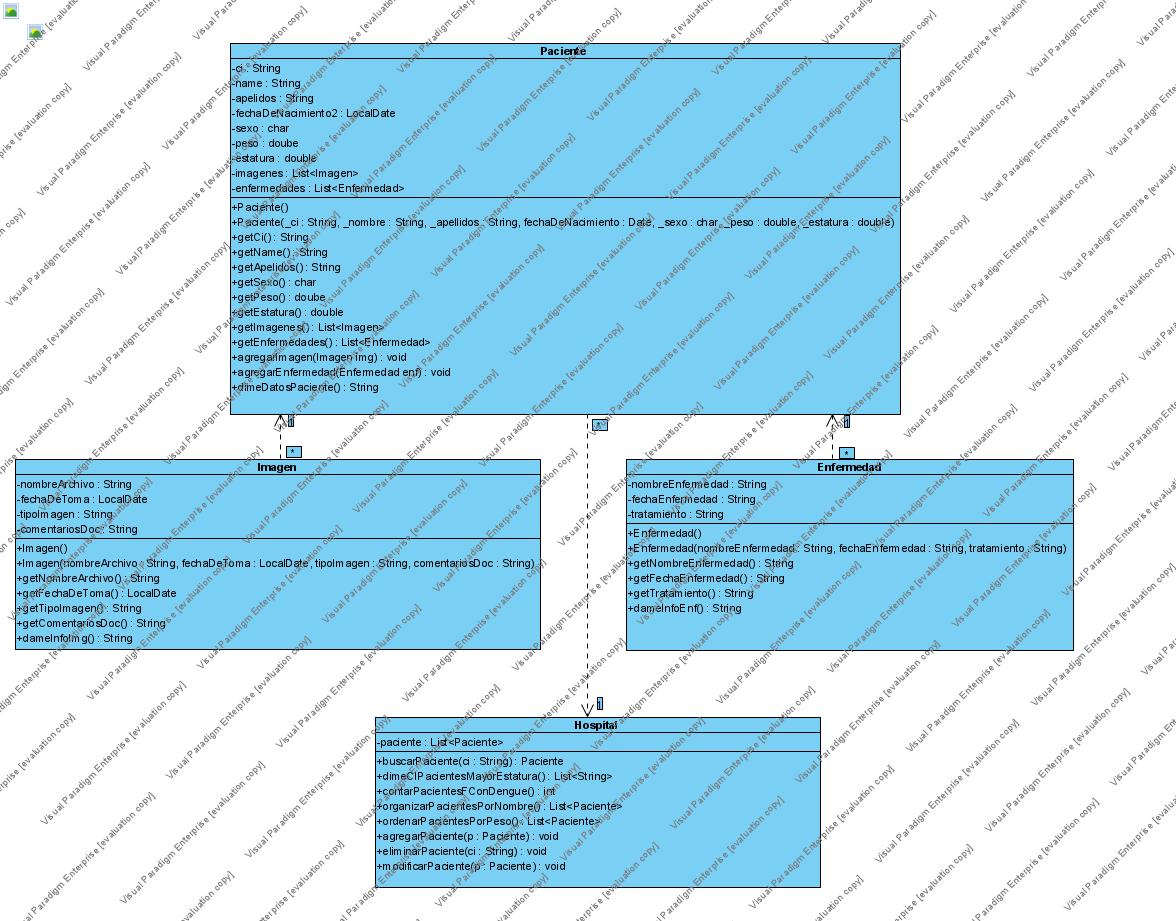 Paciente
-ci : String
-name : String
-apelidos : String
-fechaDeNacimiento2 : LocalDate
-sexo : char
-peso : doube
-estatura : double
-imagenes : List<Imagen>
-enfermedades : List<Enfermedad>
+Paciente()
+Paciente(_ci : String, _nombre : String, _apellidos : String, fechaDeNacimiento : Date, _sexo : char, _peso : double, _estatura : double)
+getCi() : String
+getName() : String
+getApelidos() : String
+getSexo() : char
+getPeso() : doube
+getEstatura() : double
+getImagenes() : List<Imagen>
+getEnfermedades() : List<Enfermedad>
+agregarImagen(Imagen img) : void
+agregarEnfermedad(Enfermedad enf) : void
+dimeDatosPaciente() : String
1
*
1
*
*
Imagen
-nombreArchivo : String
-fechaDeToma : LocalDate
-tipoImagen : String
-comentariosDoc : String
+Imagen()
+Imagen(nombreArchivo : String, fechaDeToma : LocalDate, tipoImagen : String, comentariosDoc : String)
+getNombreArchivo() : String
+getFechaDeToma() : LocalDate
+getTipoImagen() : String
+getComentariosDoc() : String
+dameInfoImg() : String
Enfermedad
-nombreEnfermedad : String
-fechaEnfermedad : String
-tratamiento : String
+Enfermedad()
+Enfermedad(nombreEnfermedad : String, fechaEnfermedad : String, tratamiento : String)
+getNombreEnfermedad() : String
+getFechaEnfermedad() : String
+getTratamiento() : String
+dameInfoEnf() : String
1
Hospital
-paciente : List<Paciente>
+buscarPaciente(ci : String) : Paciente
+dimeCIPacientesMayorEstatura() : List<String>
+contarPacientesFConDengue() : int
+organizarPacientesPorNombre() : List<Paciente>
+ordenarPacientesPorPeso() : List<Paciente>
+agregarPaciente(p : Paciente) : void
+eliminarPaciente(ci : String) : void
+modificarPaciente(p : Paciente) : void
Visual Paradigm Enterprise [evaluation copy]